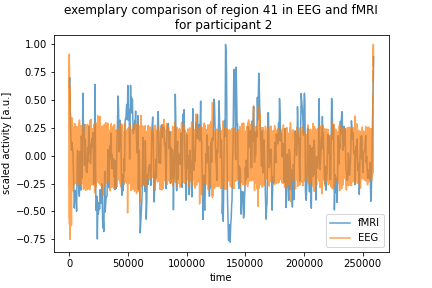 exemplary comparison of region 41 in EEG and fMRI
for participant 2
1.00
0.75
0.50
0.25
0.00
−0.25
−0.50
−0.75
scaled activity [a.u.]
0
50000
100000
150000
200000
250000
time
fMRI
EEG